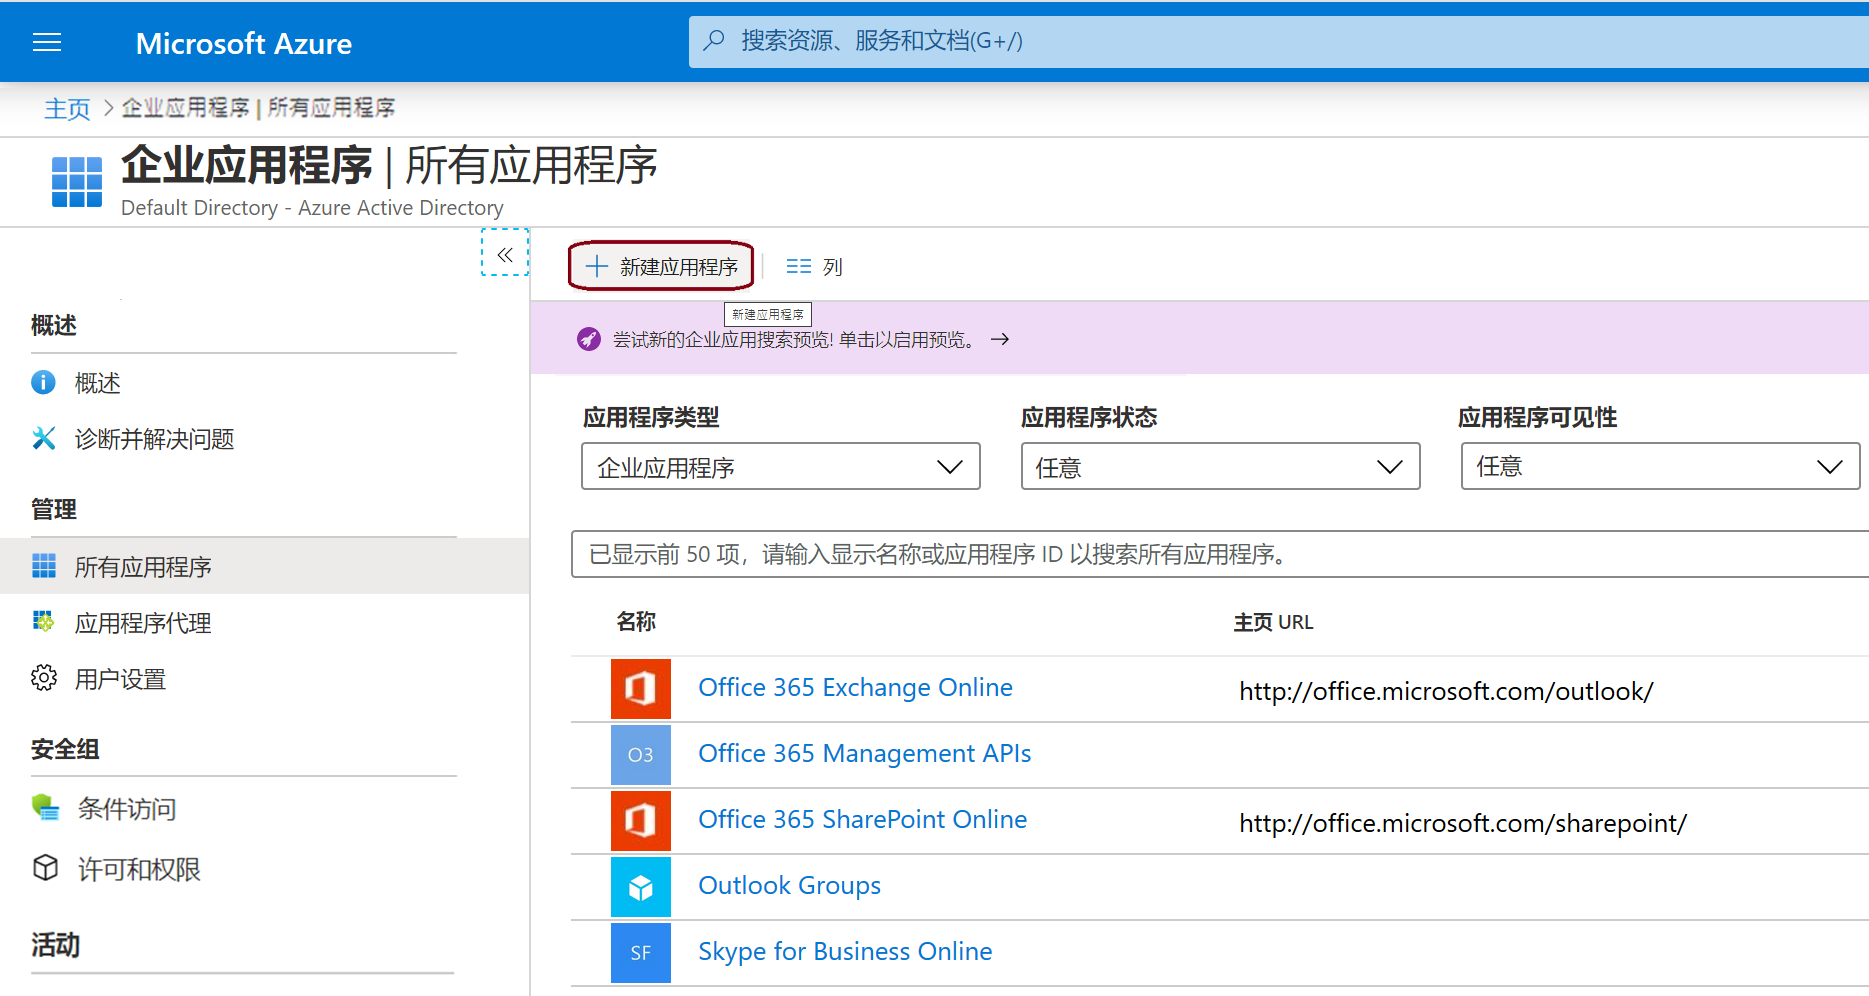 Microsoft Azure
搜索资源、服务和文档(G+/)
主页 > 企业应用程序 | 所有应用程序
企业应用程序 | 所有应用程序
Default Directory - Azure Active Directory
«
+ 新建应用程序
列
新建应用程序
尝试新的企业应用搜索预览! 单击以启用预览。 →
概述
概述
诊断并解决问题
管理
所有应用程序
应用程序代理
用户设置
安全组
条件访问
许可和权限
活动
应用程序类型
应用程序状态
应用程序可见性
企业应用程序
任意
任意
已显示前 50 项，请输入显示名称或应用程序 ID 以搜索所有应用程序。
名称
主页 URL
Office 365 Exchange Online
http://office.microsoft.com/outlook/
O3
Office 365 Management APIs
Office 365 SharePoint Online
http://office.microsoft.com/sharepoint/
Outlook Groups
SF
Skype for Business Online